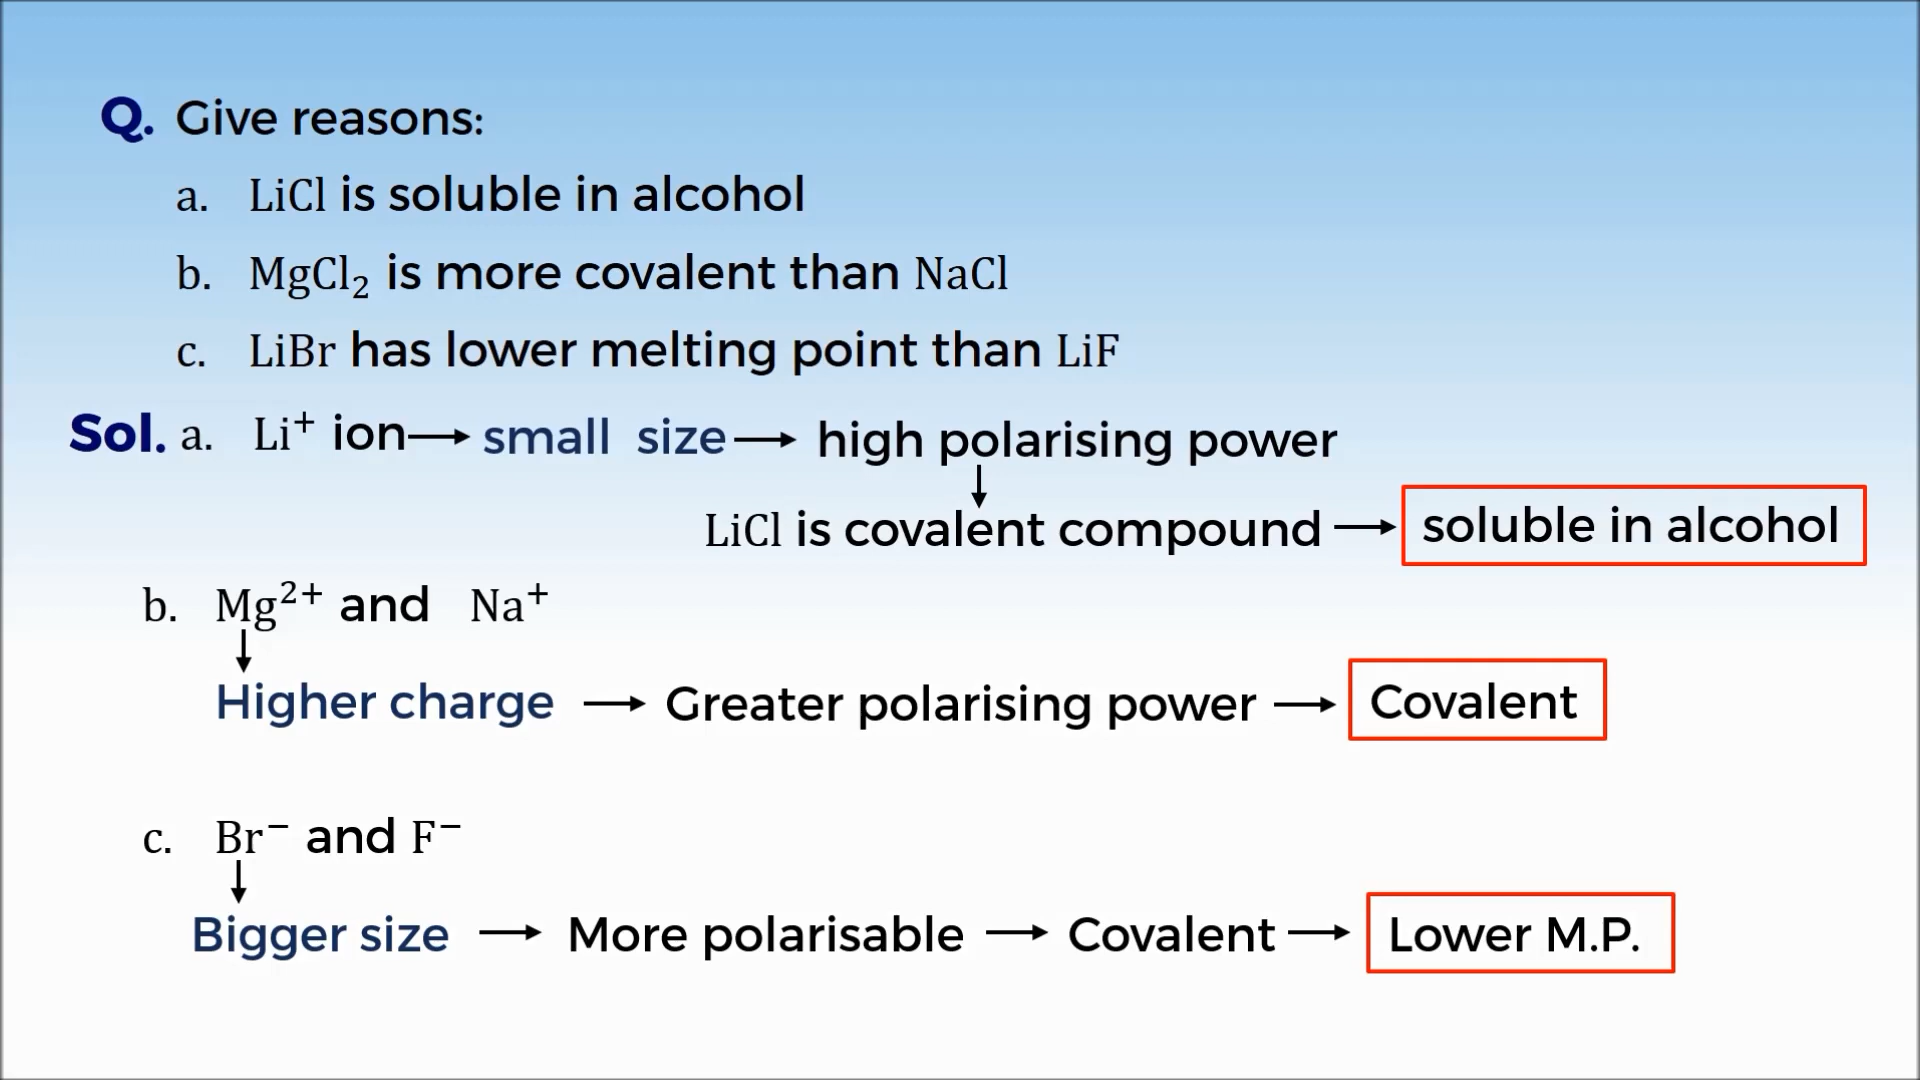 Q. Give reasons:
a. LiCl is soluble in alcohol
b. MgCl₂ is more covalent than NaCl
c. LiBr has lower melting point than LiF
Sol. a. Li⁺ ion → small size → high polarising power
↓
LiCl is covalent compound → soluble in alcohol
b. Mg²⁺ and Na⁺
↓
Higher charge → Greater polarising power → Covalent
c. Br⁻ and F⁻
↓
Bigger size → More polarisable → Covalent → Lower M.P.